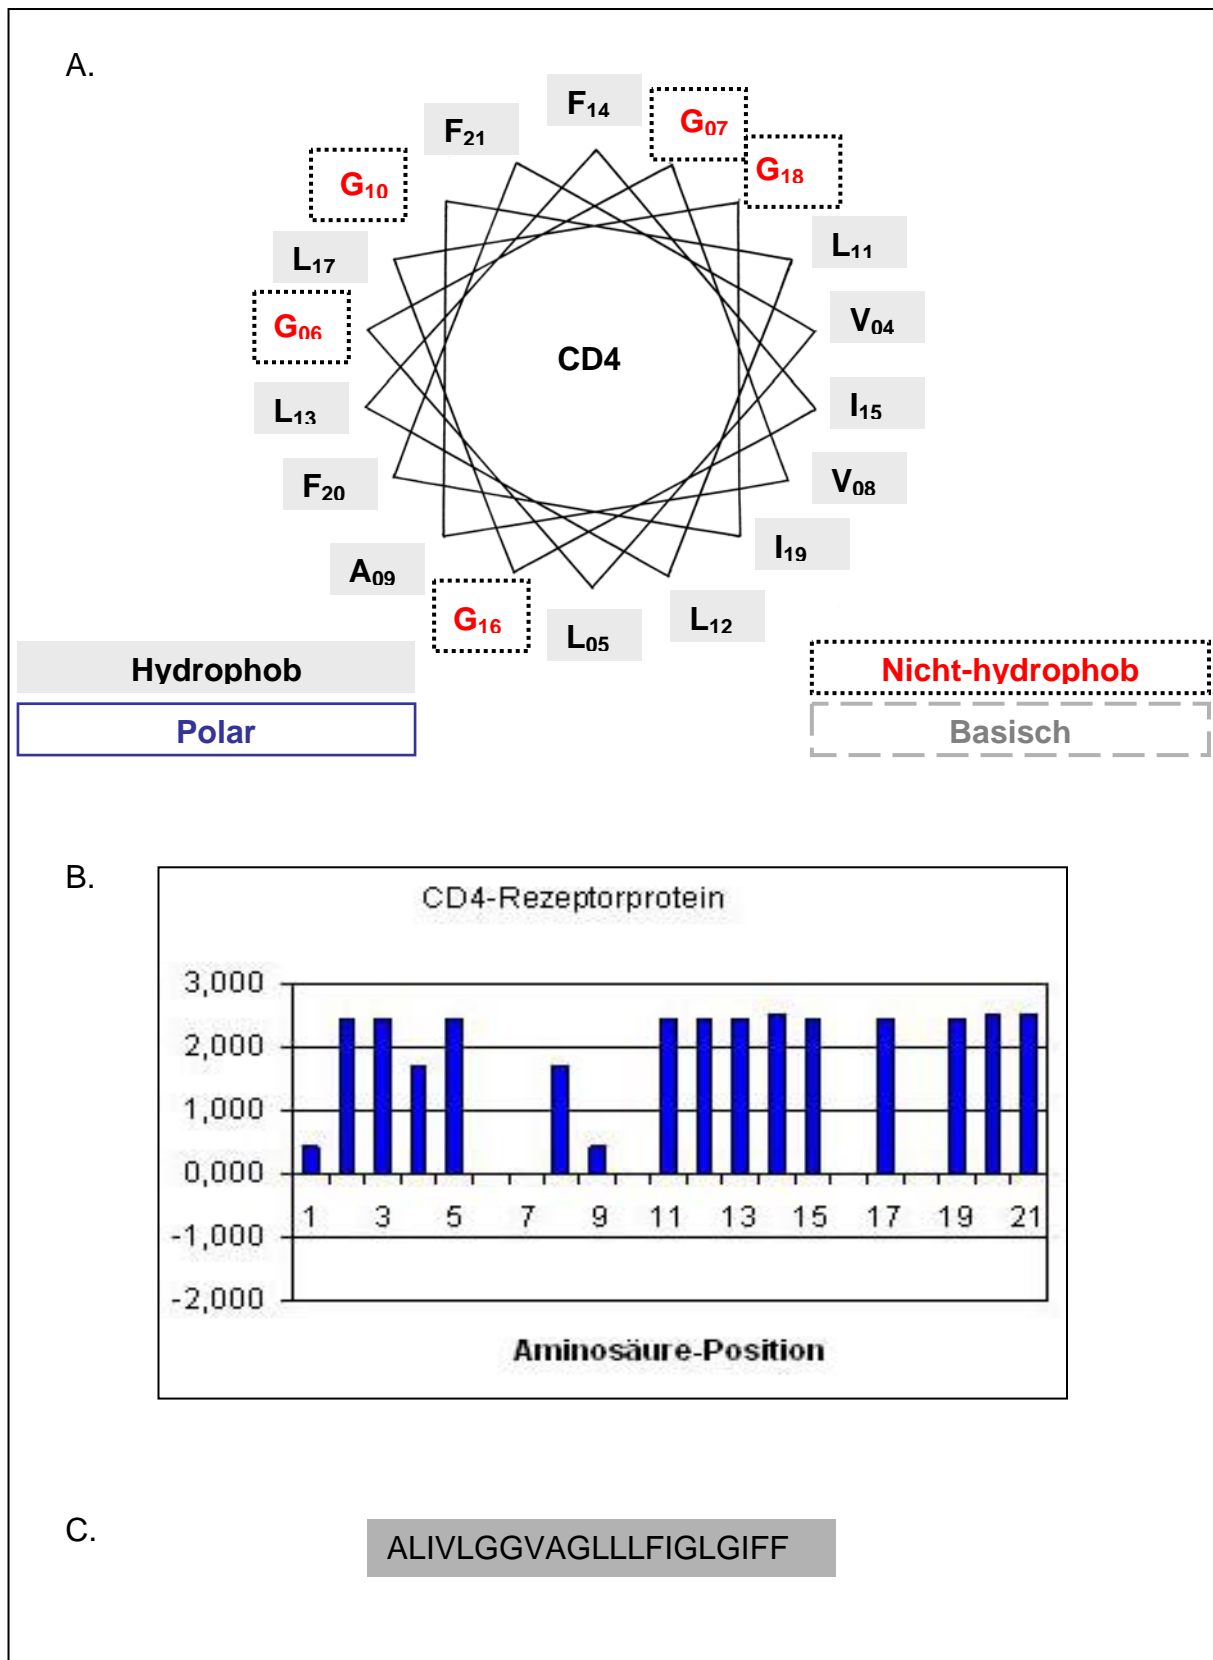 A.
F14
G07
F21
G18
G10
L11
L17
V04
G06
CD4
L13
I15
F20
V08
A09
I19
G16
L05
L12
Hydrophob
Nicht-hydrophob
Polar
Basisch
B.
CD4-Rezeptorprotein
3,000
2,000
1,000
0,000
1 3 5 7 9 11 13 15 17 19 21
-1,000
-2,000
Aminosäure-Position
C.
ALIVLGGVAGLLLFIGLGIFF